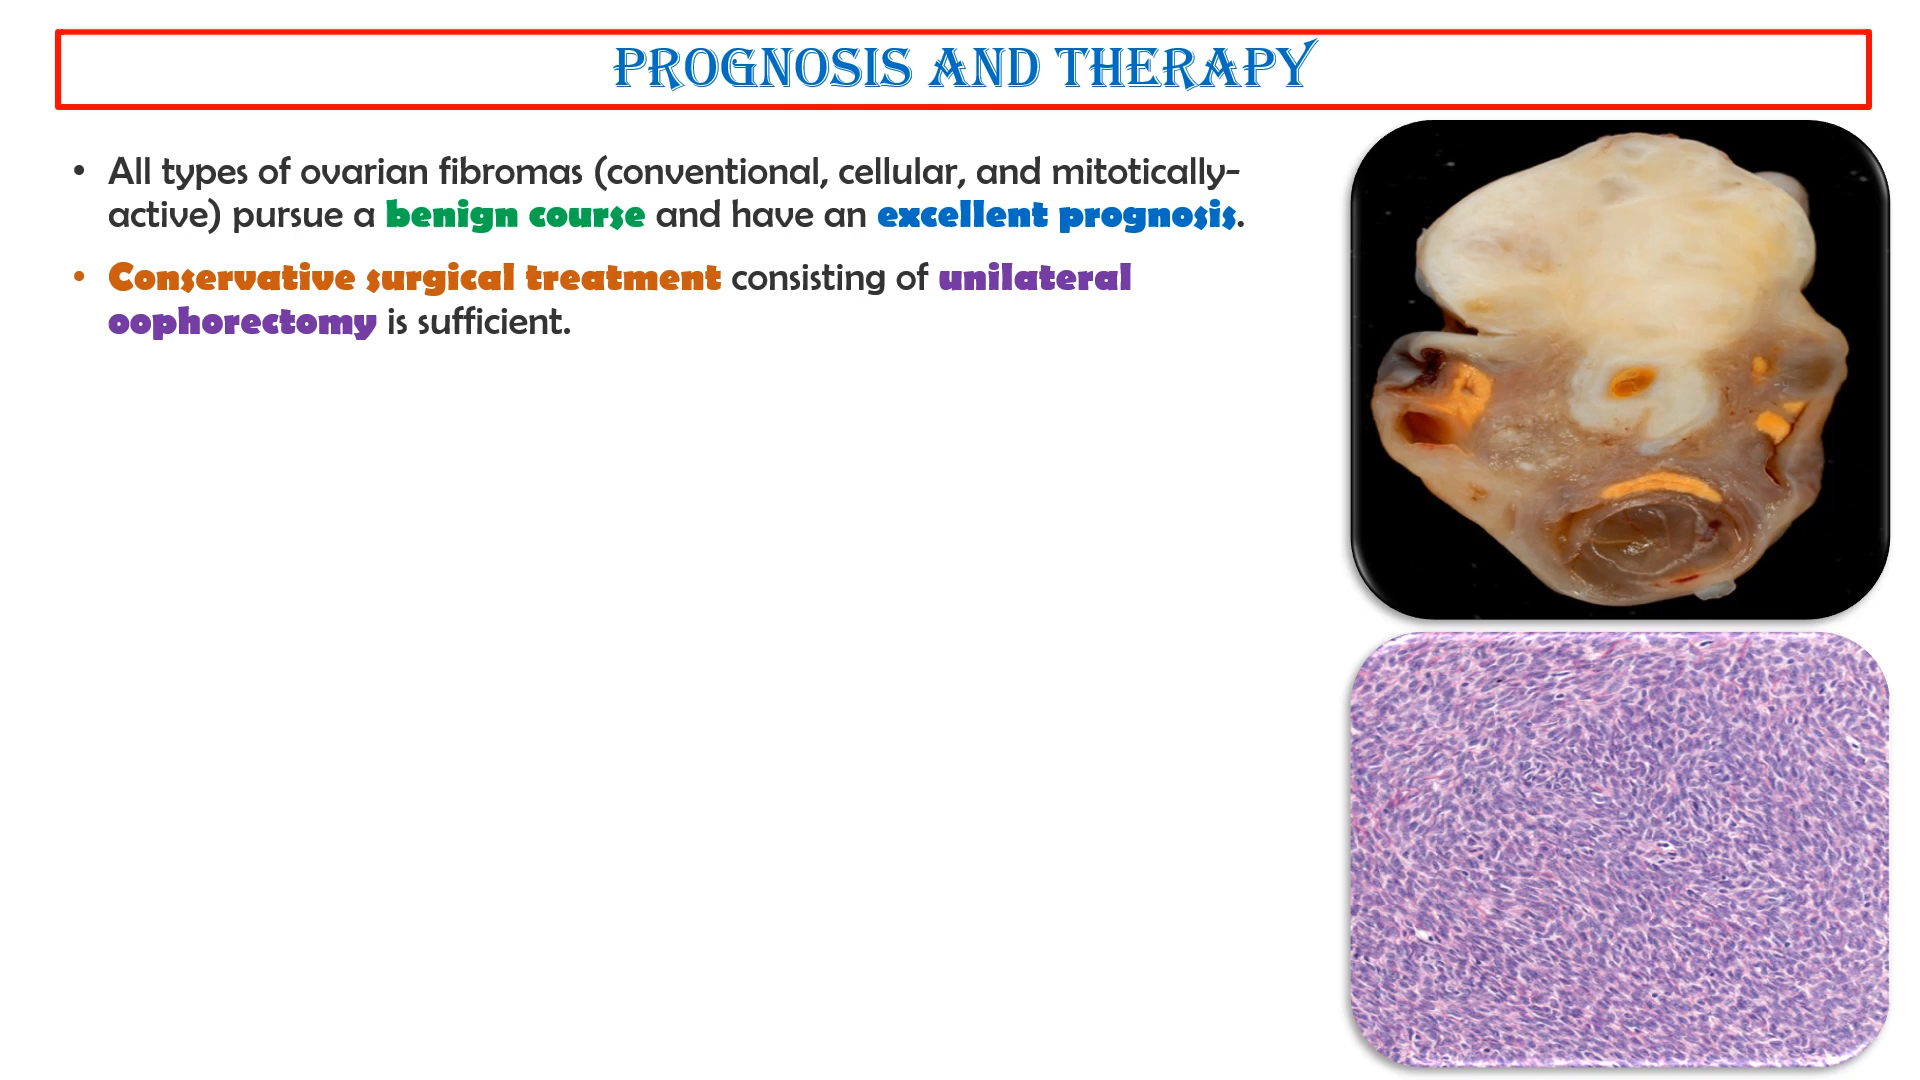 PROGNOSIS AND THERAPY
• All types of ovarian fibromas (conventional, cellular, and mitotically-
active) pursue a benign course and have an excellent prognosis.
• Conservative surgical treatment consisting of unilateral
oophorectomy is sufficient.